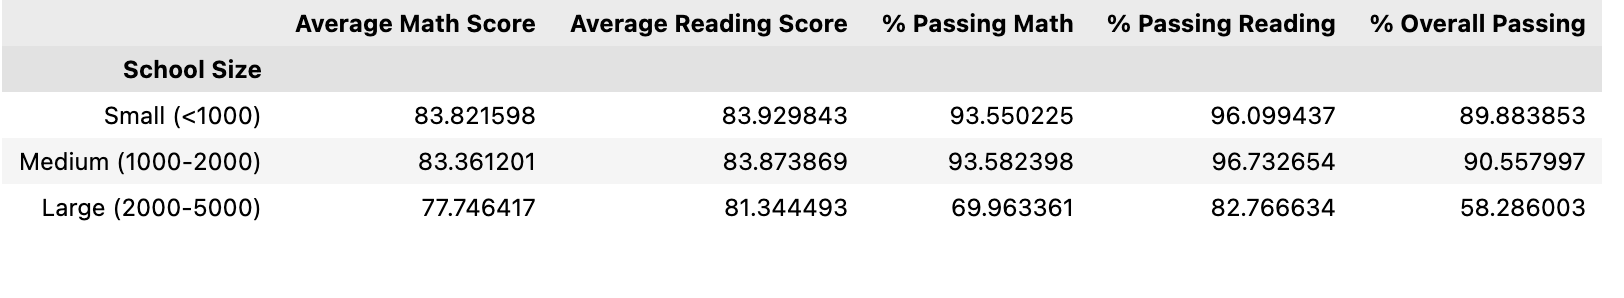 Average Math Score Average Reading Score % Passing Math % Passing Reading % Overall Passing
School Size
Small (<1000) 83.821598 83.929843 93.550225 96.099437 89.883853
Medium (1000-2000) 83.361201 83.873869 93.582398 96.732654 90.557997
Large (2000-5000) 77.746417 81.344493 69.963361 82.766634 58.286003